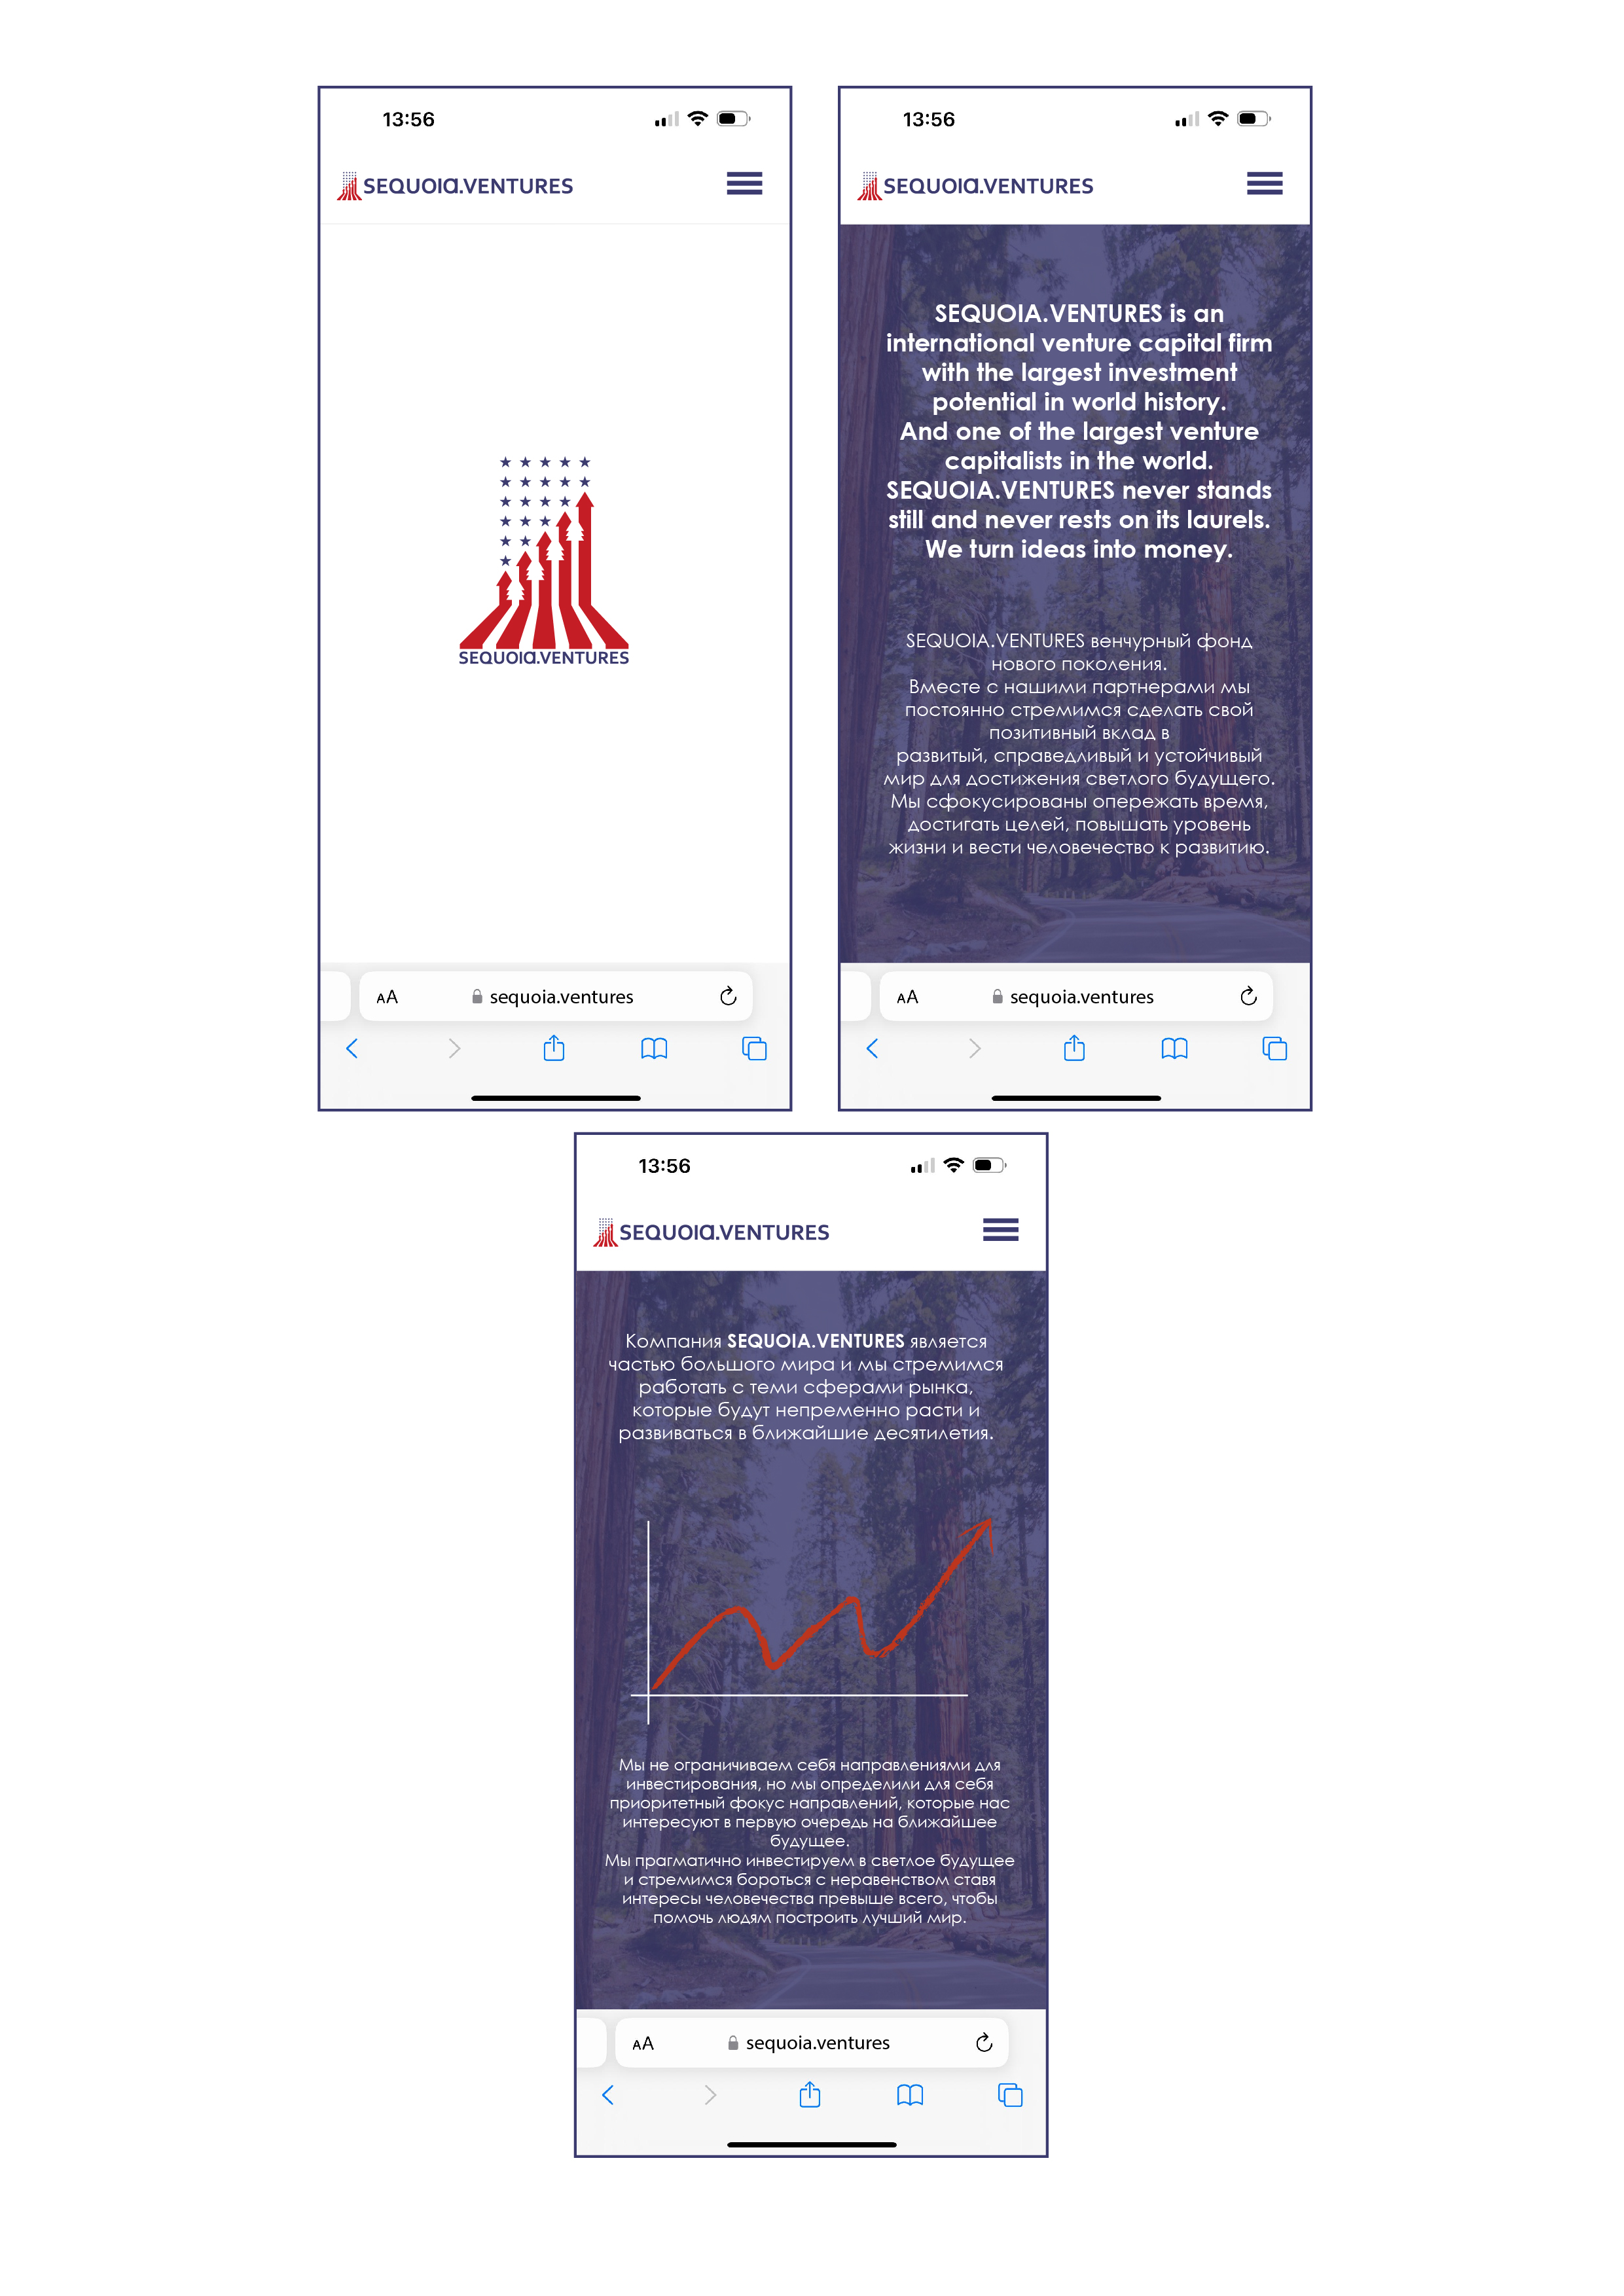 13:56
SEQUOIA.VENTURES
SEQUOIA.VENTURES
AA sequoia.ventures
13:56
SEQUOIA.VENTURES
SEQUOIA.VENTURES is an
international venture capital firm
with the largest investment
potential in world history.
And one of the largest venture
capitalists in the world.
SEQUOIA.VENTURES never stands
still and never rests on its laurels.
We turn ideas into money.
SEQUOIA.VENTURES венчурный фонд
нового поколения.
Вместе с нашими партнерами мы
постоянно стремимся сделать свой
позитивный вклад в
развитый, справедливый и устойчивый
мир для достижения светлого будущего.
Мы сфокусированы опережать время,
достигать целей, повышать уровень
жизни и вести человечество к развитию.
AA sequoia.ventures
13:56
SEQUOIA.VENTURES
Компания SEQUOIA.VENTURES является
частью большого мира и мы стремимся
работать с теми сферами рынка,
которые будут непременно расти и
развиваться в ближайшие десятилетия.
Мы не ограничиваем себя направлениями для
инвестирования, но мы определили для себя
приоритетный фокус направлений, которые нас
интересуют в первую очередь на ближайшее
будущее.
Мы прагматично инвестируем в светлое будущее
и стремимся бороться с неравенством ставя
интересы человечества превыше всего, чтобы
помочь людям построить лучший мир.
AA sequoia.ventures